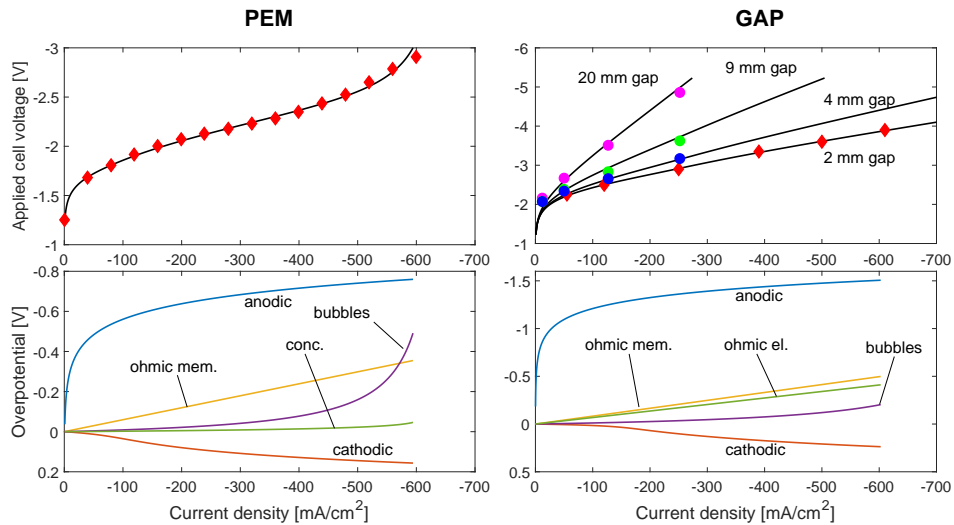 PEM
GAP
Applied cell voltage [V]
-3
-2.5
-2
-1.5
-1
0 -100 -200 -300 -400 -500 -600 -700
-6
-5
-4
-3
-2
-1
0 -100 -200 -300 -400 -500 -600 -700
20 mm gap
9 mm gap
4 mm gap
2 mm gap
Overpotential [V]
-0.8
-0.6
-0.4
-0.2
0
0.2
anodic
bubbles
conc.
ohmic mem.
cathodic
0 -100 -200 -300 -400 -500 -600 -700
Current density [mA/cm²]
-1.5
-1
-0.5
0
0.5
anodic
ohmic mem.
ohmic el.
bubbles
cathodic
0 -100 -200 -300 -400 -500 -600 -700
Current density [mA/cm²]